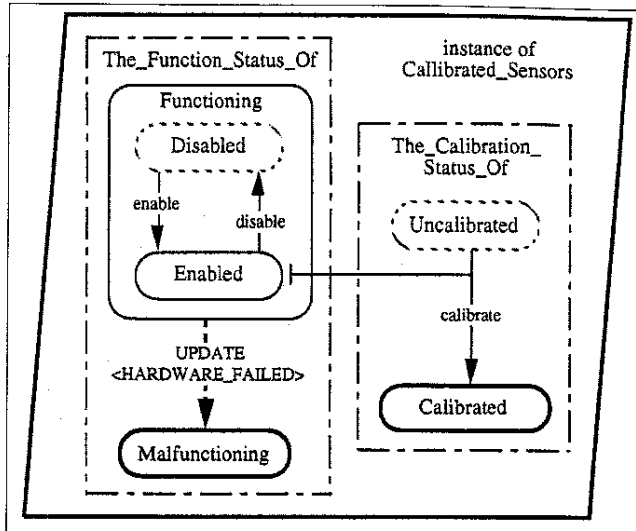 The_Function_Status_Of
Functioning
Disabled
enable
disable
Enabled
UPDATE
<HARDWARE_FAILED>
Malfunctioning
instance of
Callibrated_Sensors
The_Calibration_
Status_Of
Uncalibrated
calibrate
Calibrated